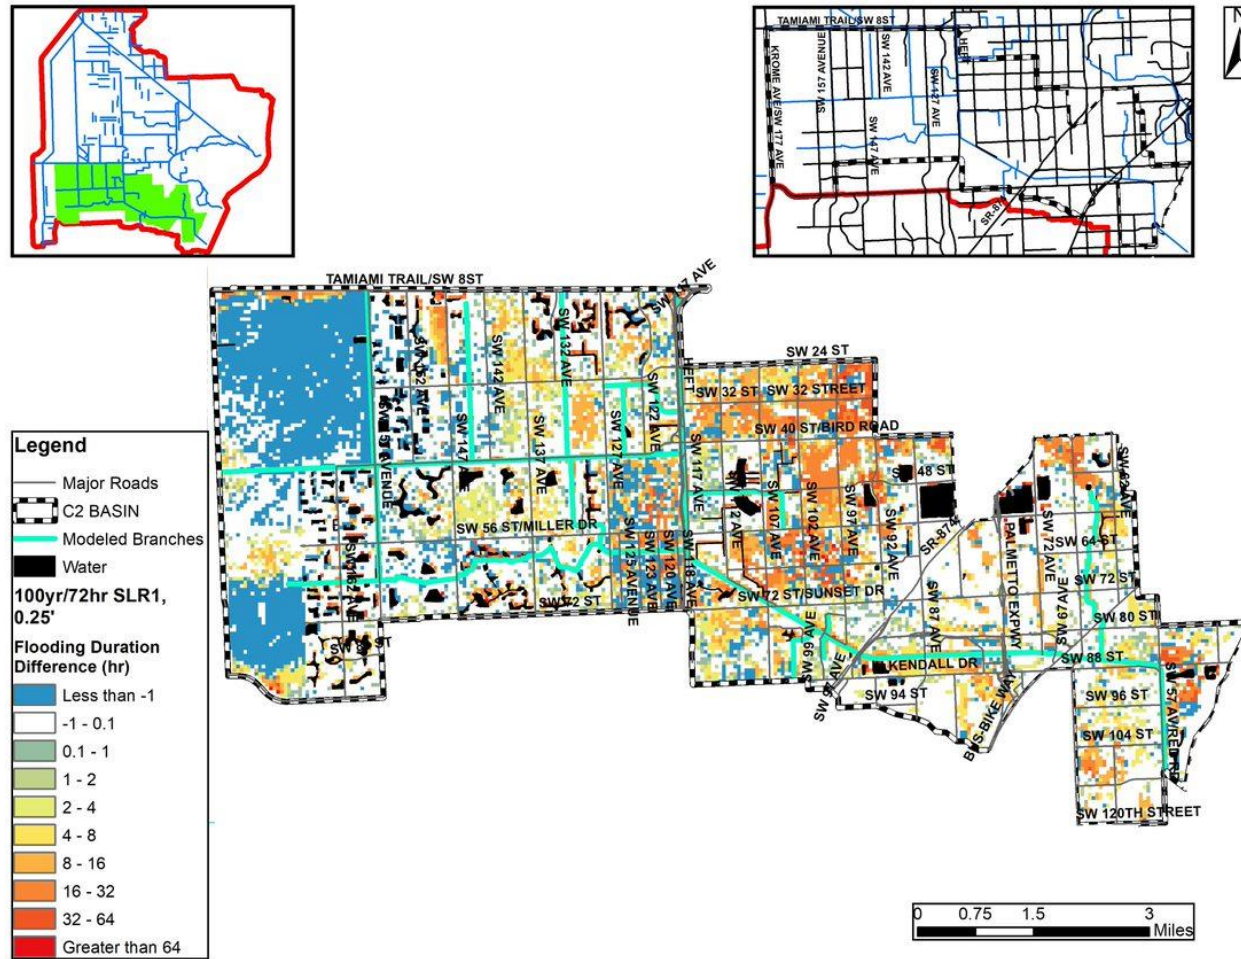 TAMIAMI TRAIL/SW 8ST
KROME AVE/SW 177 AVE
SW 157 AVENUE
SW 142 AVE
SW 147 AVE
SW 127 AVE
HEFT
SR-874
N
TAMIAMI TRAIL/SW 8ST
SW 152 AVE
SW 142 AVE
SW 132 AVE
SW 122 AVE
HEFT
SW 24 ST
SW 32 ST
SW 32 STREET
SW 40 ST/BIRD ROAD
SW 147 A
SW 137 AVE
SW 127 AVE
SW 117 AVE
SW 107 AVE
SW 102 AVE
SW 97 AVE
SW 92 AVE
48 ST
SW 56 ST/MILLER DR
SW 125 AVENUE
SW 123 AVE
SW 120 AVE
SW 118 AVE
SR-874
SW 87 AVE
PALMETTO EXPWY
SW 72 AVE
SW 67 AVE
SW 64 ST
SW 72 ST
SW 72 ST
SW 72 ST/SUNSET DR
SW 80 ST
SW 88 ST
KENDALL DR
SW 99 AVE
SW 94 ST
SW 96 ST
SW 104 ST
SW 57 AV/RED RD
SW 120TH STREET
Legend
Major Roads
C2 BASIN
Modeled Branches
Water
100yr/72hr SLR1,
0.25'
Flooding Duration
Difference (hr)
Less than -1
-1 - 0.1
0.1 - 1
1 - 2
2 - 4
4 - 8
8 - 16
16 - 32
32 - 64
Greater than 64
0 0.75 1.5 3
Miles